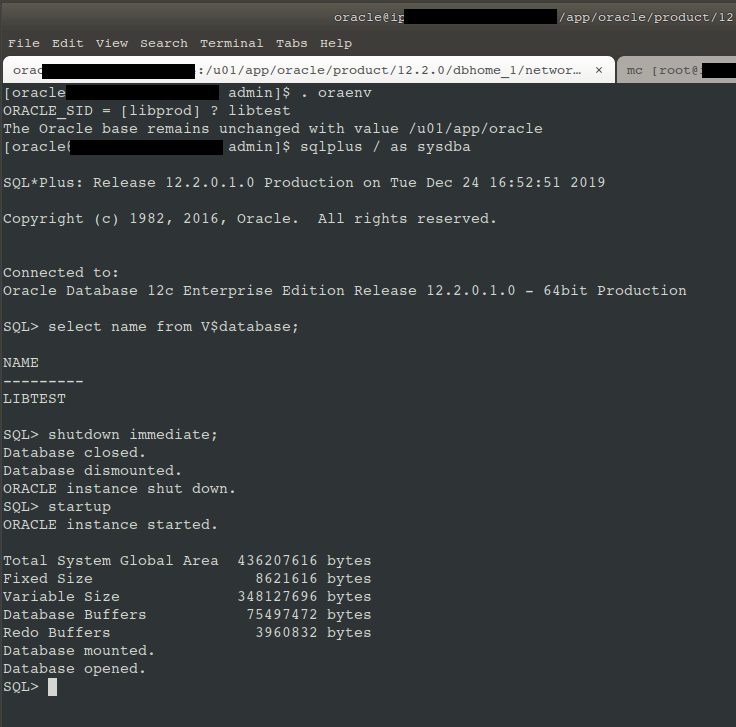 oracle@ip /app/oracle/product/12
File Edit View Search Terminal Tabs Help
orac :/u01/app/oracle/product/12.2.0/dbhome_1/networ... × mc [root@
[oracle admin]$ . oraenv
ORACLE_SID = [libprod] ? libtest
The Oracle base remains unchanged with value /u01/app/oracle
[oracle admin]$ sqlplus / as sysdba
SQL*Plus: Release 12.2.0.1.0 Production on Tue Dec 24 16:52:51 2019
Copyright (c) 1982, 2016, Oracle.  All rights reserved.
Connected to:
Oracle Database 12c Enterprise Edition Release 12.2.0.1.0 - 64bit Production
SQL> select name from V$database;
NAME
---------
LIBTEST
SQL> shutdown immediate;
Database closed.
Database dismounted.
ORACLE instance shut down.
SQL> startup
ORACLE instance started.
Total System Global Area  436207616 bytes
Fixed Size                  8621616 bytes
Variable Size             348127696 bytes
Database Buffers           75497472 bytes
Redo Buffers                3960832 bytes
Database mounted.
Database opened.
SQL>